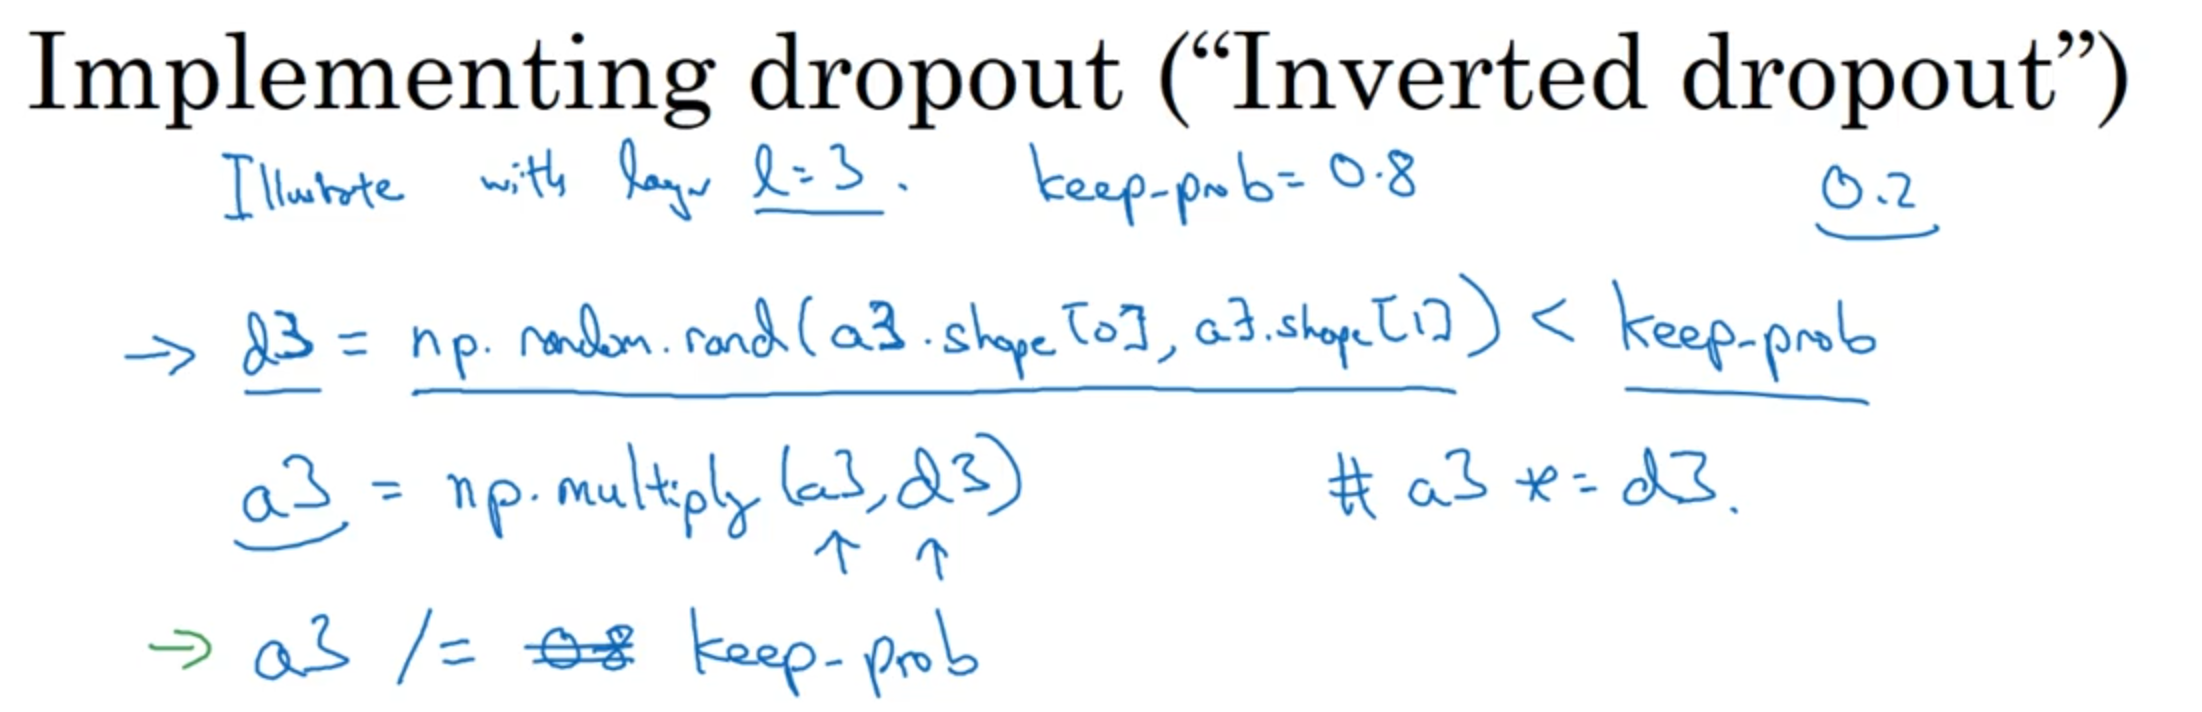 Implementing dropout (“Inverted dropout”)
Illustrate with layer l=3. keep-prob=0.8 0.2
→ d3 = np.random.rand(a3.shape[0], a3.shape[1]) < keep-prob
a3 = np.multiply(a3, d3) # a3 *= d3.
↑ ↑
→ a3 /= 0.8 keep-prob